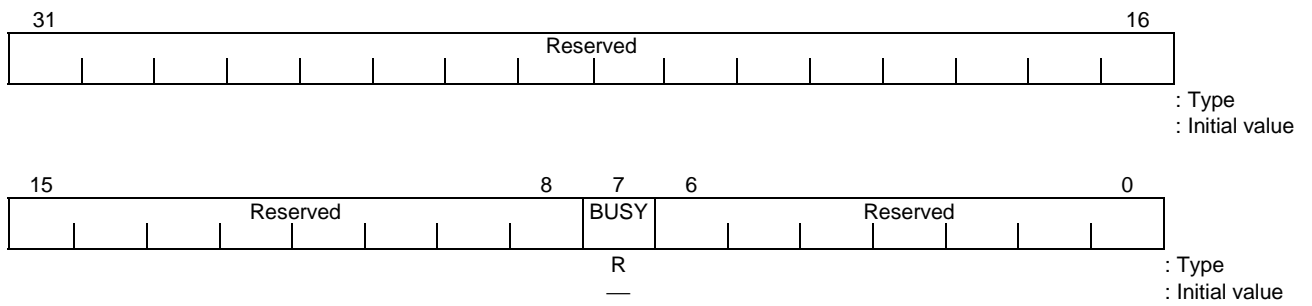 31 16
Reserved
: Type
: Initial value
15 8 7 6 0
Reserved BUSY Reserved
R : Type
— : Initial value